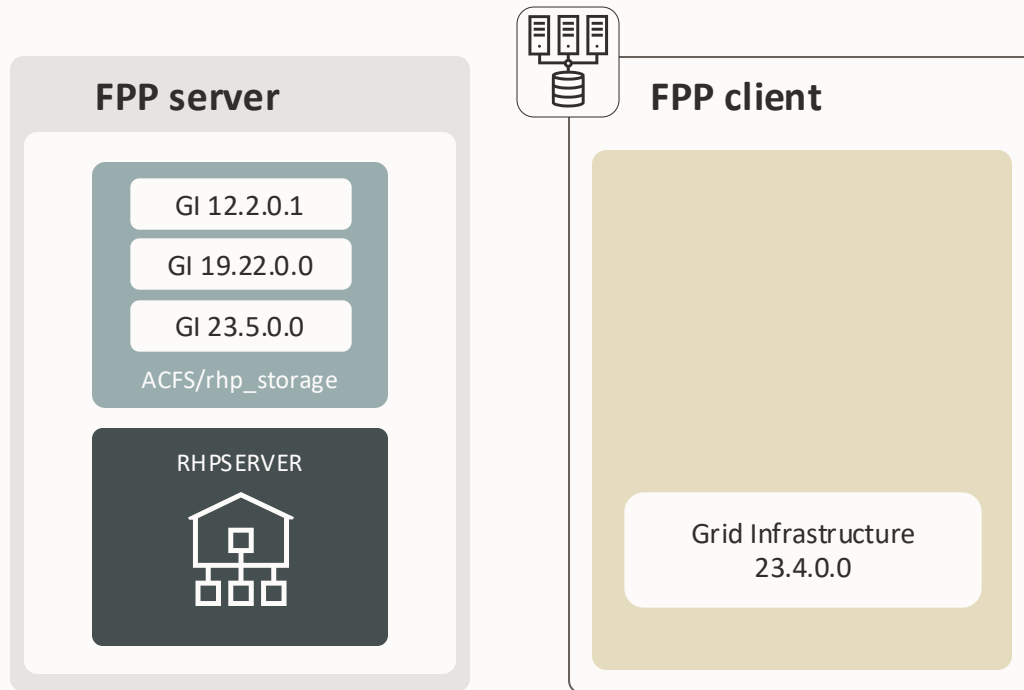 FPP server
GI 12.2.0.1
GI 19.22.0.0
GI 23.5.0.0
ACFS/rhp_storage
RHPSERVER
FPP client
Grid Infrastructure
23.4.0.0